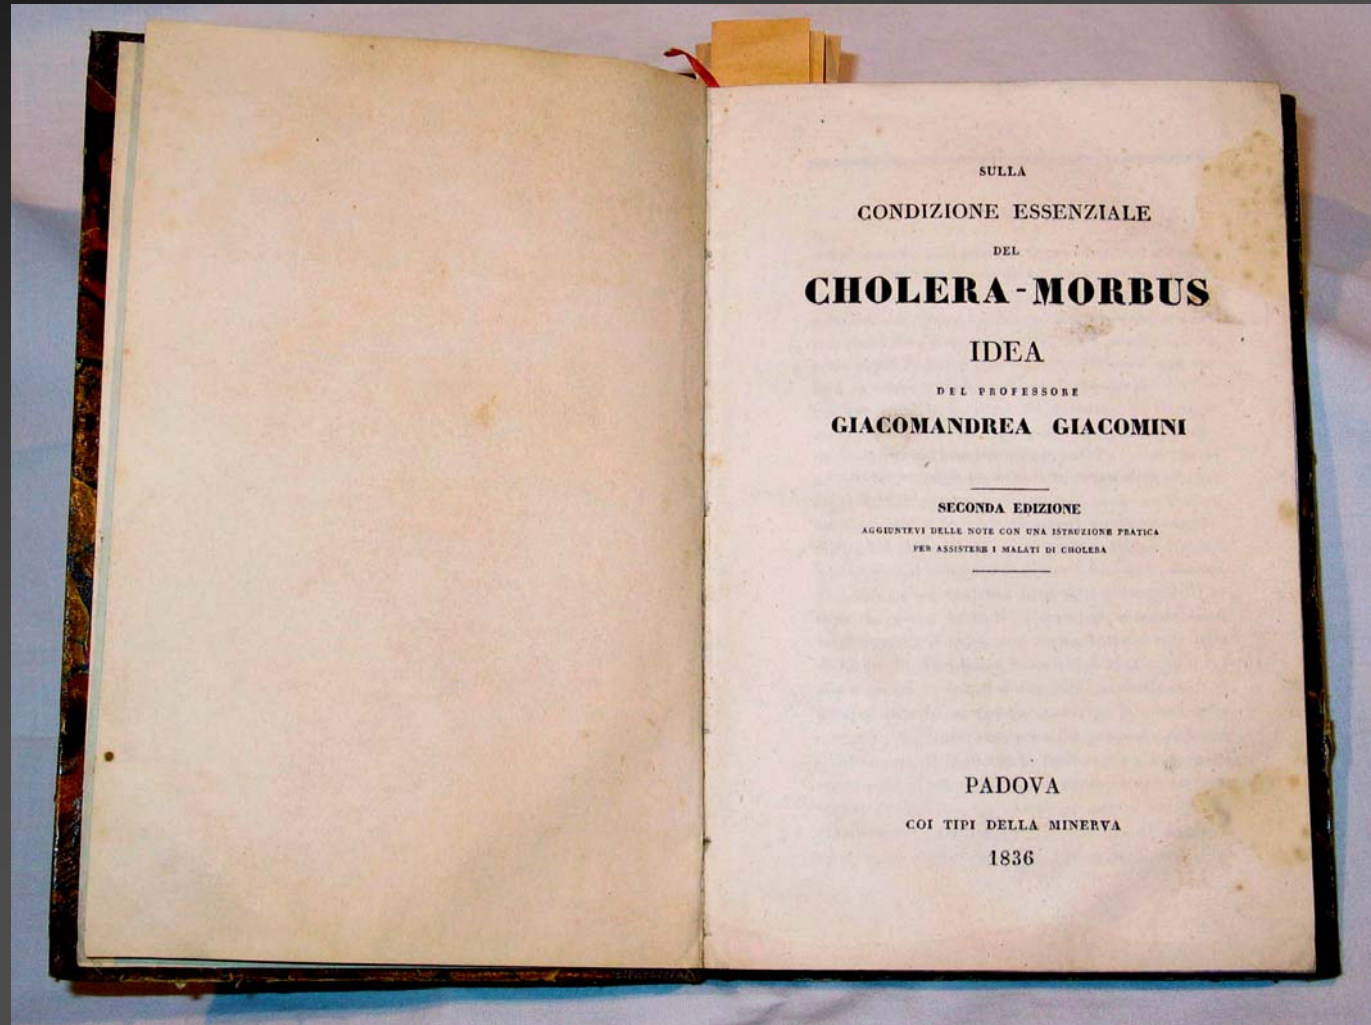 SULLA
CONDIZIONE ESSENZIALE
DEL
CHOLERA-MORBUS
IDEA
DEL PROFESSORE
GIACOMANDREA GIACOMINI
SECONDA EDIZIONE
AGGIUNTEVI DELLE NOTE CON UNA ISTRUZIONE PRATICA
PER ASSISTERE I MALATI DI CHOLERA
PADOVA
COI TIPI DELLA MINERVA
1836